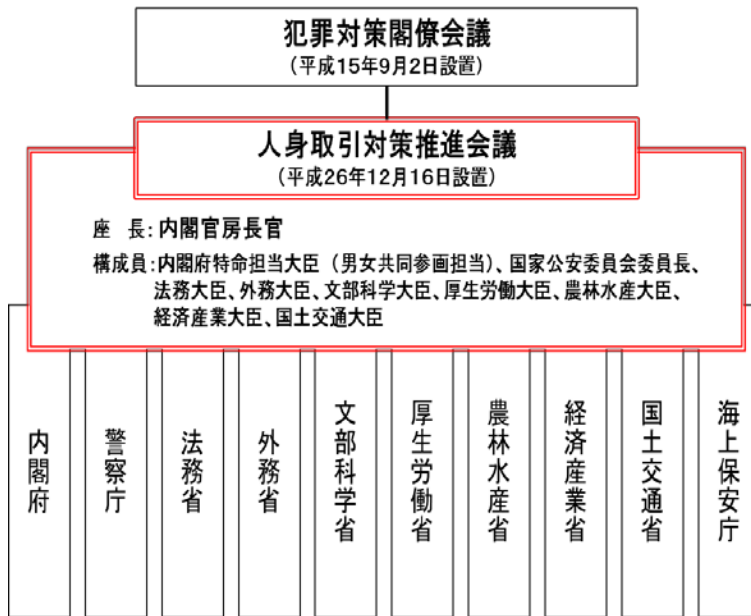 犯罪対策閣僚会議
(平成15年9月2日設置)
人身取引対策推進会議
(平成26年12月16日設置)
座 長:内閣官房長官
構成員:内閣府特命担当大臣（男女共同参画担当）、国家公安委員会委員長、
法務大臣、外務大臣、文部科学大臣、厚生労働大臣、農林水産大臣、
経済産業大臣、国土交通大臣
内閣府
警察庁
法務省
外務省
文部科学省
厚生労働省
農林水産省
経済産業省
国土交通省
海上保安庁